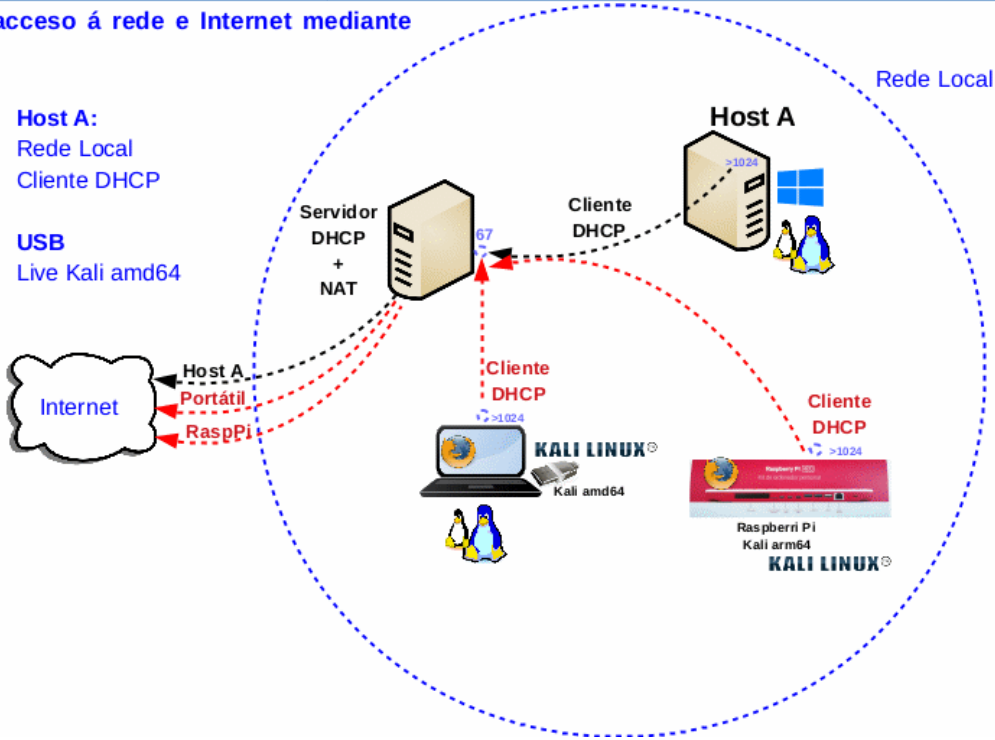 acceso á rede e Internet mediante
Rede Local
Host A:
Rede Local
Cliente DHCP
USB
Live Kali amd64
Host A
>1024
Servidor
DHCP
+
NAT
67
Cliente
DHCP
Internet
Host A
Portátil
RaspPi
Cliente
DHCP
>1024
KALI LINUX
Kali amd64
Cliente
DHCP
>1024
Raspberry Pi
Raspberri Pi
Kali arm64
KALI LINUX